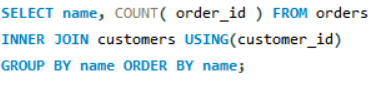 SELECT name, COUNT( order_id ) FROM orders
INNER JOIN customers USING(customer_id)
GROUP BY name ORDER BY name;